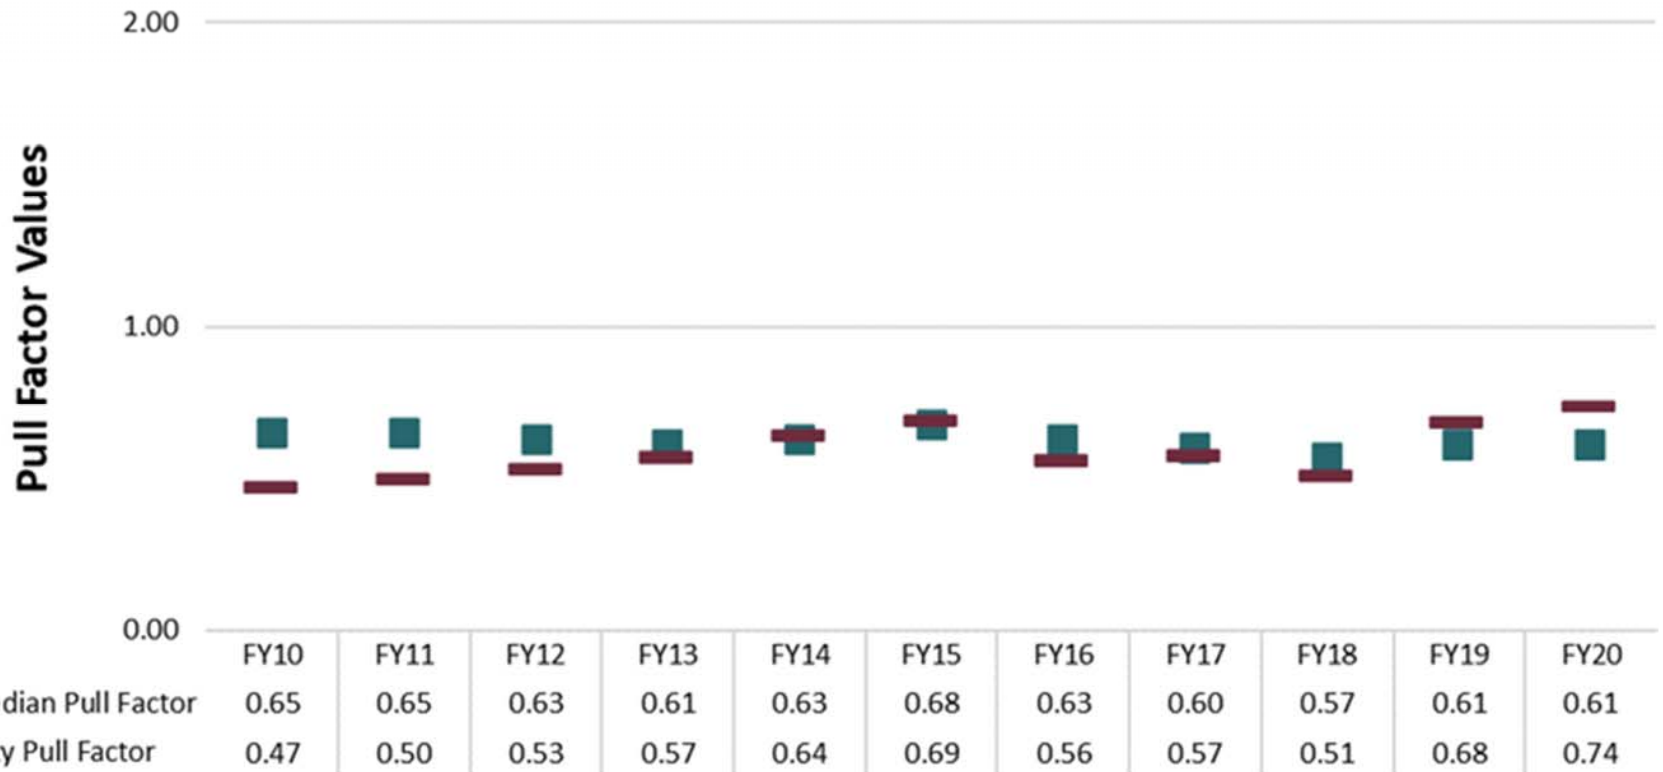 Pull Factor Values
2.00
1.00
0.00
FY10 FY11 FY12 FY13 FY14 FY15 FY16 FY17 FY18 FY19 FY20
dian Pull Factor 0.65 0.65 0.63 0.61 0.63 0.68 0.63 0.60 0.57 0.61 0.61
y Pull Factor 0.47 0.50 0.53 0.57 0.64 0.69 0.56 0.57 0.51 0.68 0.74